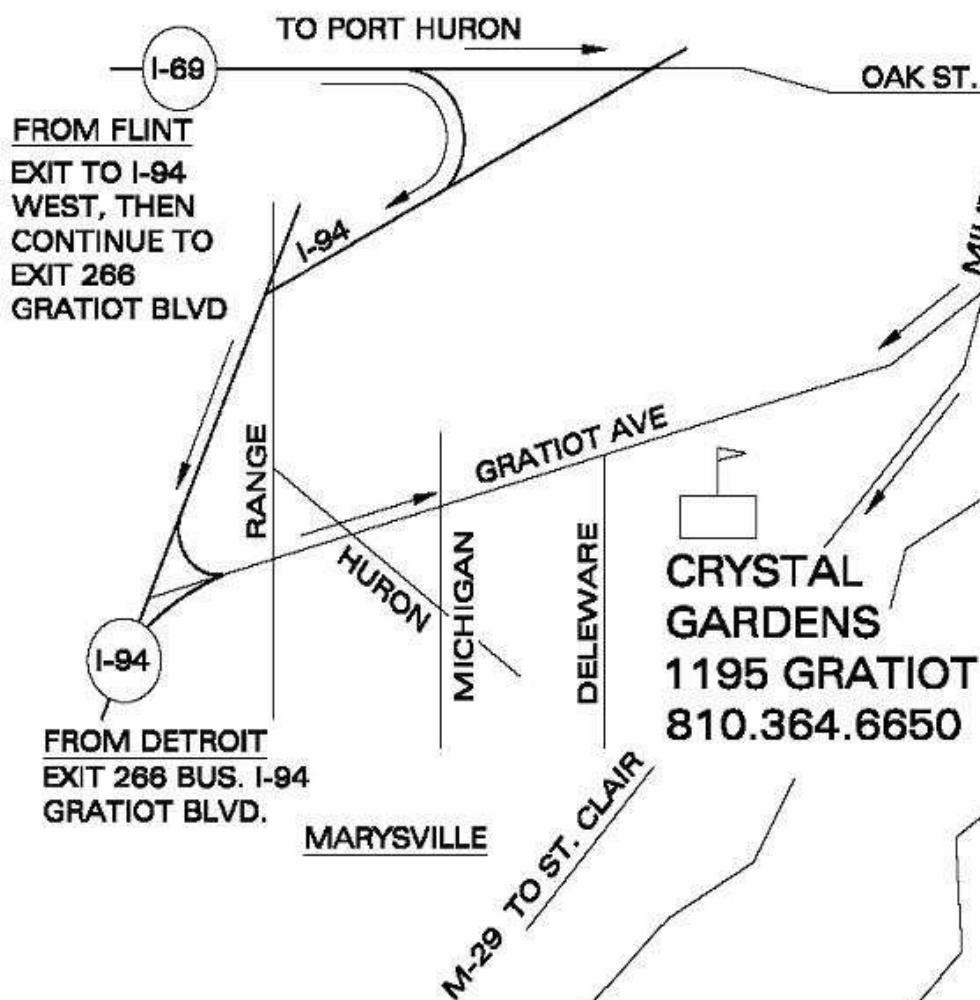 TO PORT HURON
I-69
OAK ST.
FROM FLINT
EXIT TO I-94
WEST, THEN
CONTINUE TO
EXIT 266
GRATIOT BLVD
I-94
RANGE
GRATIOT AVE
HURON
MICHIGAN
DELEWARE
CRYSTAL
GARDENS
1195 GRATIOT
810.364.6650
I-94
FROM DETROIT
EXIT 266 BUS. I-94
GRATIOT BLVD.
MARYSVILLE
M-29 TO ST. CLAIR